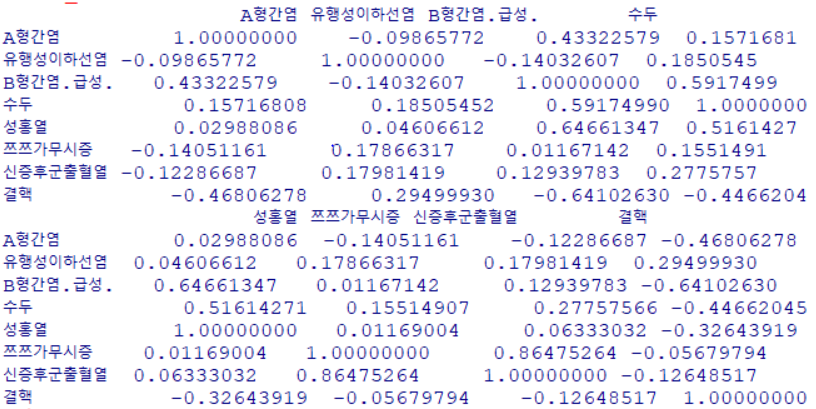 A형간염 유행성이하선염 B형간염.급성. 수두
A형간염 1.00000000 -0.09865772 0.43322579 0.1571681
유행성이하선염 -0.09865772 1.00000000 -0.14032607 0.1850545
B형간염.급성. 0.43322579 -0.14032607 1.00000000 0.5917499
수두 0.15716808 0.18505452 0.59174990 1.0000000
성홍열 0.02988086 0.04606612 0.64661347 0.5161427
쯔쯔가무시증 -0.14051161 0.17866317 0.01167142 0.1551491
신증후군출혈열 -0.12286687 0.17981419 0.12939783 0.2775757
결핵 -0.46806278 0.29499930 -0.64102630 -0.4466204
성홍열 쯔쯔가무시증 신증후군출혈열 결핵
A형간염 0.02988086 -0.14051161 -0.12286687 -0.46806278
유행성이하선염 0.04606612 0.17866317 0.17981419 0.29499930
B형간염.급성. 0.64661347 0.01167142 0.12939783 -0.64102630
수두 0.51614271 0.15514907 0.27757566 -0.44662045
성홍열 1.00000000 0.01169004 0.06333032 -0.32643919
쯔쯔가무시증 0.01169004 1.00000000 0.86475264 -0.05679794
신증후군출혈열 0.06333032 0.86475264 1.00000000 -0.12648517
결핵 -0.32643919 -0.05679794 -0.12648517 1.00000000